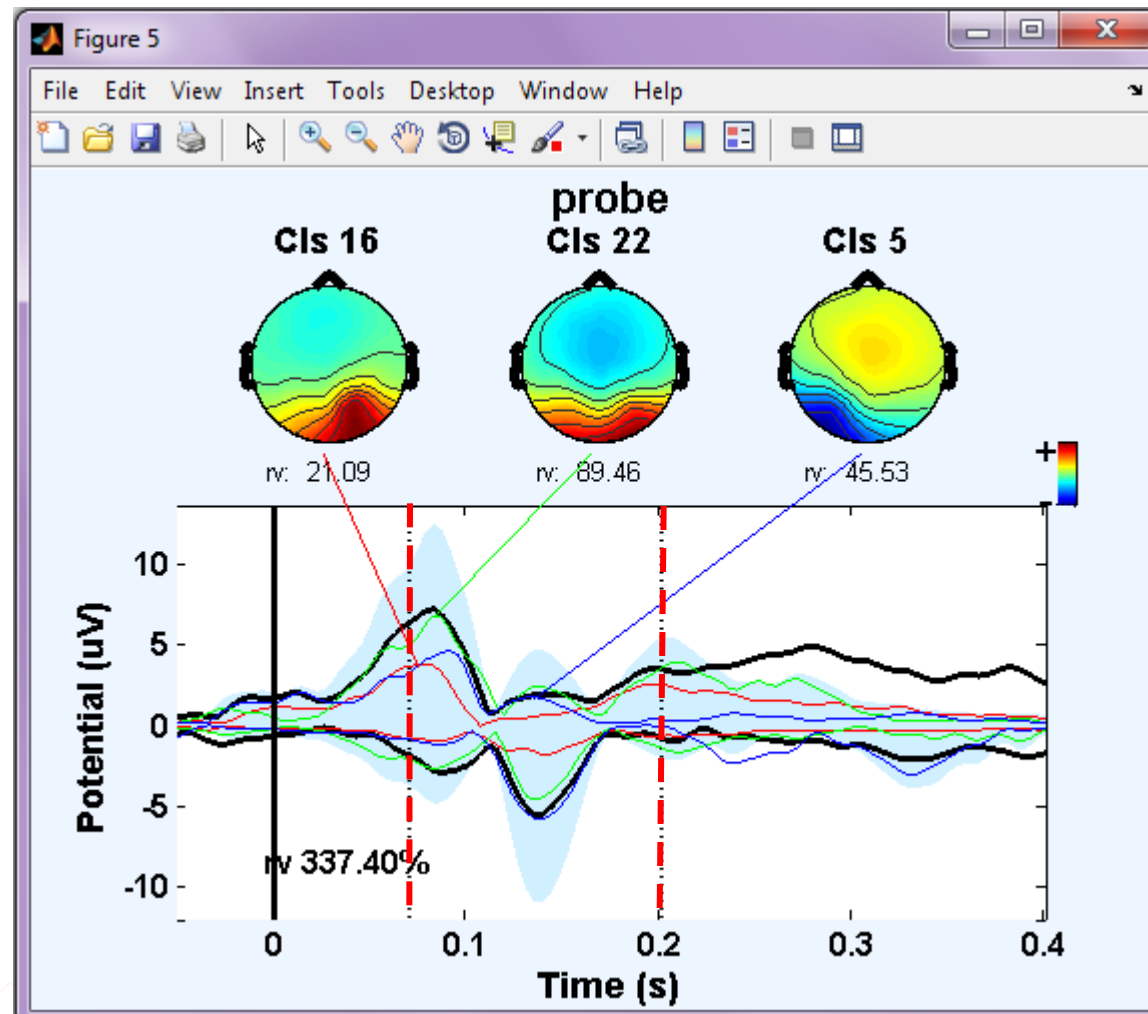 Figure 5
File Edit View Insert Tools Desktop Window Help
probe
Cls 16 Cls 22 Cls 5
rv: 21.09 rv: 89.46 rv: 45.53
+
-
10
5
0
-5
-10
Potential (uV)
rv 337.40%
0 0.1 0.2 0.3 0.4
Time (s)